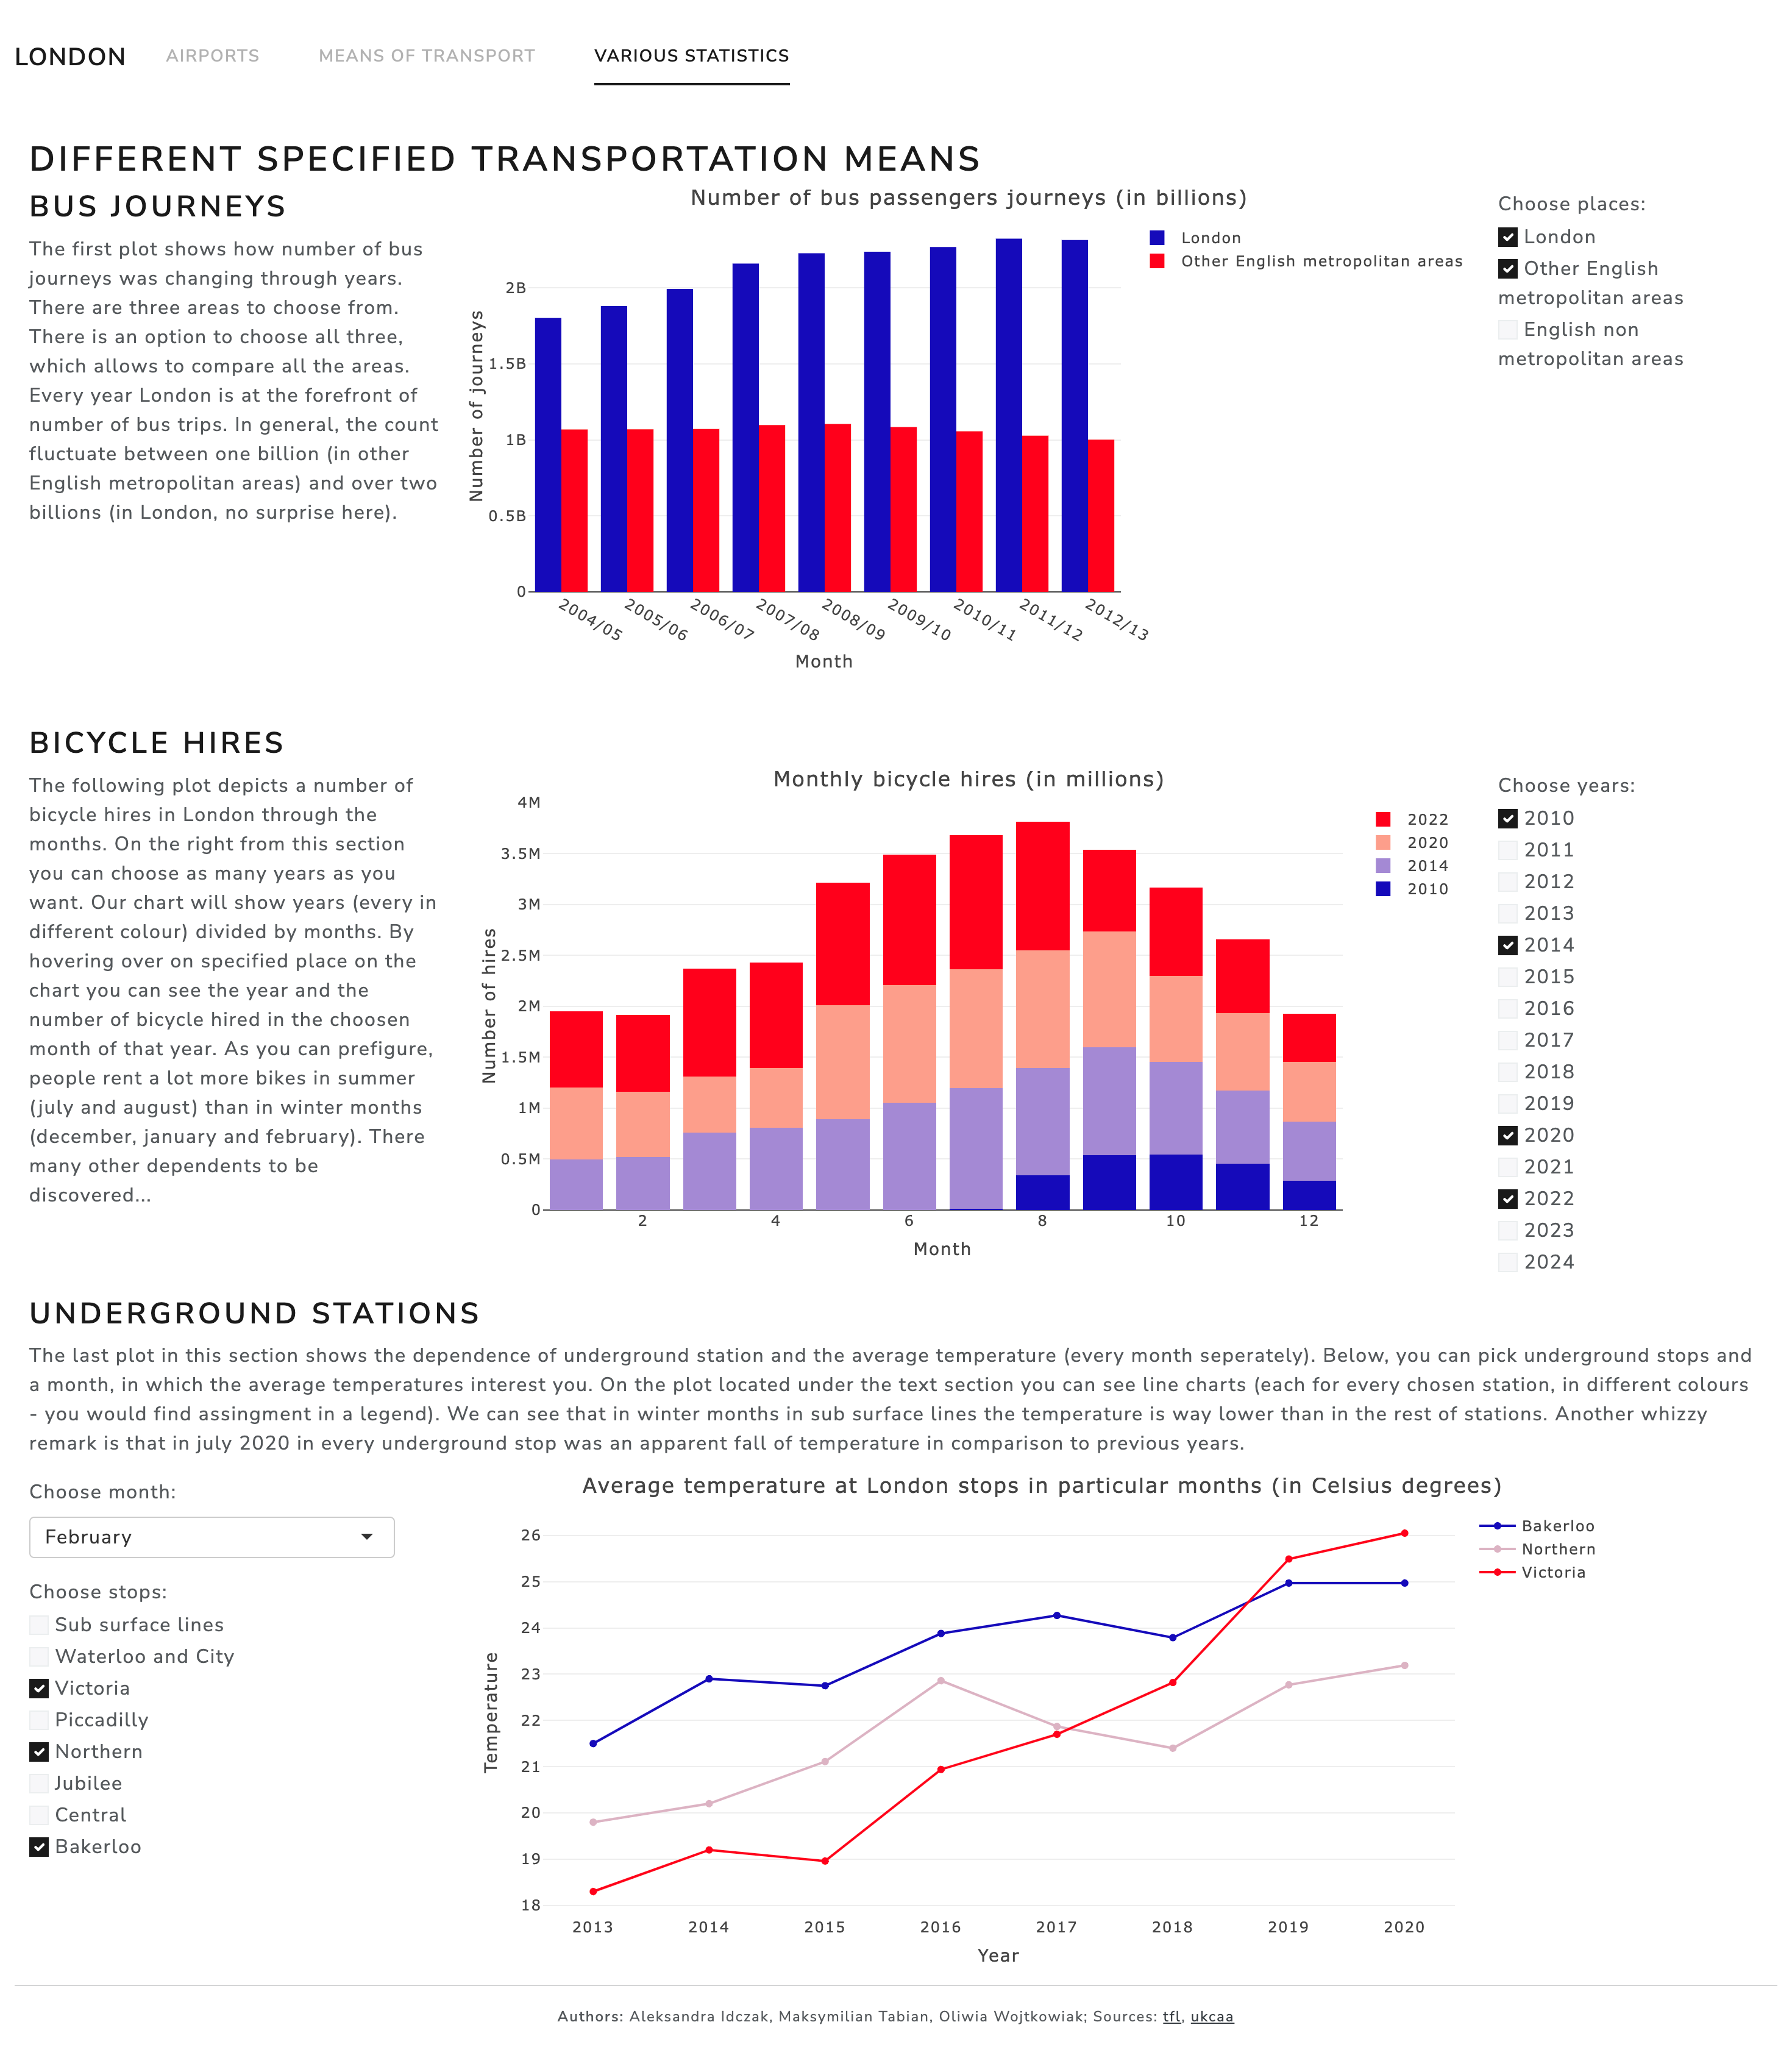 LONDON AIRPORTS MEANS OF TRANSPORT VARIOUS STATISTICS
DIFFERENT SPECIFIED TRANSPORTATION MEANS
BUS JOURNEYS
The first plot shows how number of bus
journeys was changing through years.
There are three areas to choose from.
There is an option to choose all three,
which allows to compare all the areas.
Every year London is at the forefront of
number of bus trips. In general, the count
fluctuate between one billion (in other
English metropolitan areas) and over two
billions (in London, no surprise here).
Number of bus passengers journeys (in billions)
London
Other English metropolitan areas
Number of journeys
2B
1.5B
1B
0.5B
0
2004/05 2005/06 2006/07 2007/08 2008/09 2009/10 2010/11 2011/12 2012/13
Month
Choose places:
London
Other English
metropolitan areas
English non
metropolitan areas
BICYCLE HIRES
The following plot depicts a number of
bicycle hires in London through the
months. On the right from this section
you can choose as many years as you
want. Our chart will show years (every in
different colour) divided by months. By
hovering over on specified place on the
chart you can see the year and the
number of bicycle hired in the choosen
month of that year. As you can prefigure,
people rent a lot more bikes in summer
(july and august) than in winter months
(december, january and february). There
many other dependents to be
discovered...
Monthly bicycle hires (in millions)
2022
2020
2014
2010
Number of hires
4M
3.5M
3M
2.5M
2M
1.5M
1M
0.5M
0
2 4 6 8 10 12
Month
Choose years:
2010
2011
2012
2013
2014
2015
2016
2017
2018
2019
2020
2021
2022
2023
2024
UNDERGROUND STATIONS
The last plot in this section shows the dependence of underground station and the average temperature (every month seperately). Below, you can pick underground stops and
a month, in which the average temperatures interest you. On the plot located under the text section you can see line charts (each for every chosen station, in different colours
- you would find assingment in a legend). We can see that in winter months in sub surface lines the temperature is way lower than in the rest of stations. Another whizzy
remark is that in july 2020 in every underground stop was an apparent fall of temperature in comparison to previous years.
Choose month:
February
Choose stops:
Sub surface lines
Waterloo and City
Victoria
Piccadilly
Northern
Jubilee
Central
Bakerloo
Average temperature at London stops in particular months (in Celsius degrees)
Bakerloo
Northern
Victoria
Temperature
26
25
24
23
22
21
20
19
18
2013 2014 2015 2016 2017 2018 2019 2020
Year
Authors: Aleksandra Idczak, Maksymilian Tabian, Oliwia Wojtkowiak; Sources: tfl, ukcaa